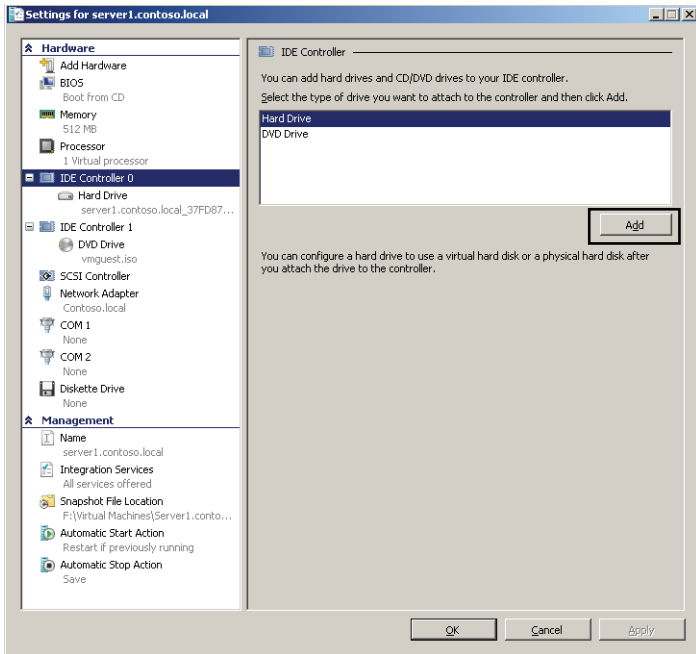 Settings for server1.contoso.local
Hardware
Add Hardware
BIOS
Boot from CD
Memory
512 MB
Processor
1 Virtual processor
IDE Controller 0
Hard Drive
server1.contoso.local_37FD87...
IDE Controller 1
DVD Drive
vmguest.iso
SCSI Controller
Network Adapter
Contoso.local
COM 1
None
COM 2
None
Diskette Drive
None
Management
Name
server1.contoso.local
Integration Services
All services offered
Snapshot File Location
F:\Virtual Machines\Server1.conto...
Automatic Start Action
Restart if previously running
Automatic Stop Action
Save
IDE Controller
You can add hard drives and CD/DVD drives to your IDE controller.
Select the type of drive you want to attach to the controller and then click Add.
Hard Drive
DVD Drive
Add
You can configure a hard drive to use a virtual hard disk or a physical hard disk after
you attach the drive to the controller.
OK
Cancel
Apply